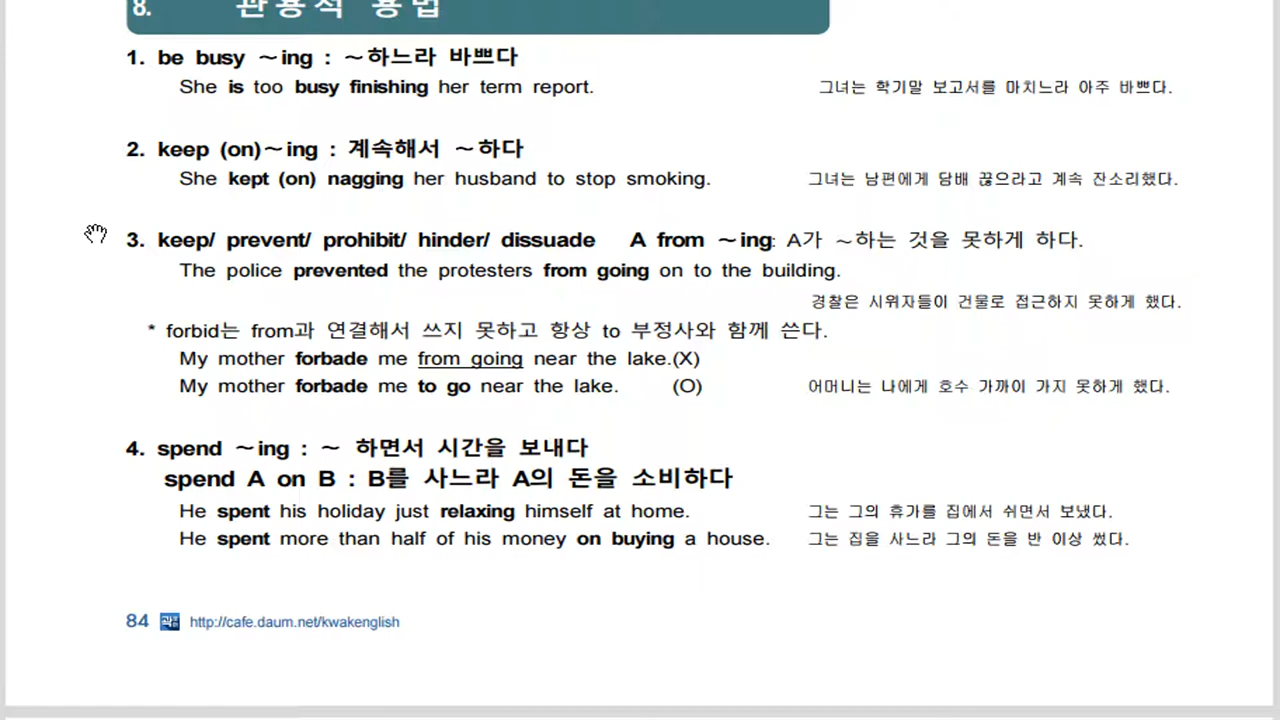 8. 관용적 용법
1. be busy ~ing : ~하느라 바쁘다
She is too busy finishing her term report. 그녀는 학기말 보고서를 마치느라 아주 바쁘다.
2. keep (on)~ing : 계속해서 ~하다
She kept (on) nagging her husband to stop smoking. 그녀는 남편에게 담배 끊으라고 계속 잔소리했다.
3. keep/ prevent/ prohibit/ hinder/ dissuade A from ~ing: A가 ~하는 것을 못하게 하다.
The police prevented the protesters from going on to the building.
경찰은 시위자들이 건물로 접근하지 못하게 했다.
* forbid는 from과 연결해서 쓰지 못하고 항상 to 부정사와 함께 쓴다.
My mother forbade me from going near the lake.(X)
My mother forbade me to go near the lake. (O) 어머니는 나에게 호수 가까이 가지 못하게 했다.
4. spend ~ing : ~ 하면서 시간을 보내다
spend A on B : B를 사느라 A의 돈을 소비하다
He spent his holiday just relaxing himself at home. 그는 그의 휴가를 집에서 쉬면서 보냈다.
He spent more than half of his money on buying a house. 그는 집을 사느라 그의 돈을 반 이상 썼다.
84 http://cafe.daum.net/kwakenglish